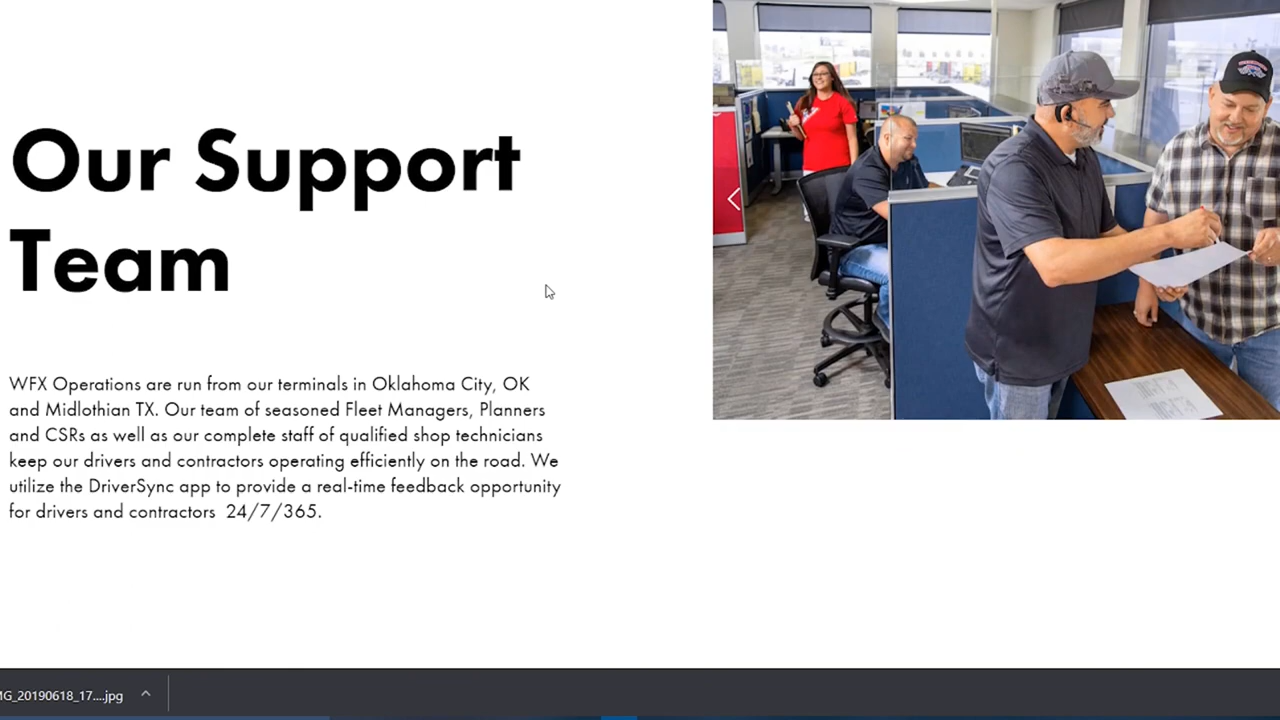 Our Support
Team
WFX Operations are run from our terminals in Oklahoma City, OK
and Midlothian TX. Our team of seasoned Fleet Managers, Planners
and CSRs as well as our complete staff of qualified shop technicians
keep our drivers and contractors operating efficiently on the road. We
utilize the DriverSync app to provide a real-time feedback opportunity
for drivers and contractors  24/7/365.
MG_20190618_17....jpg